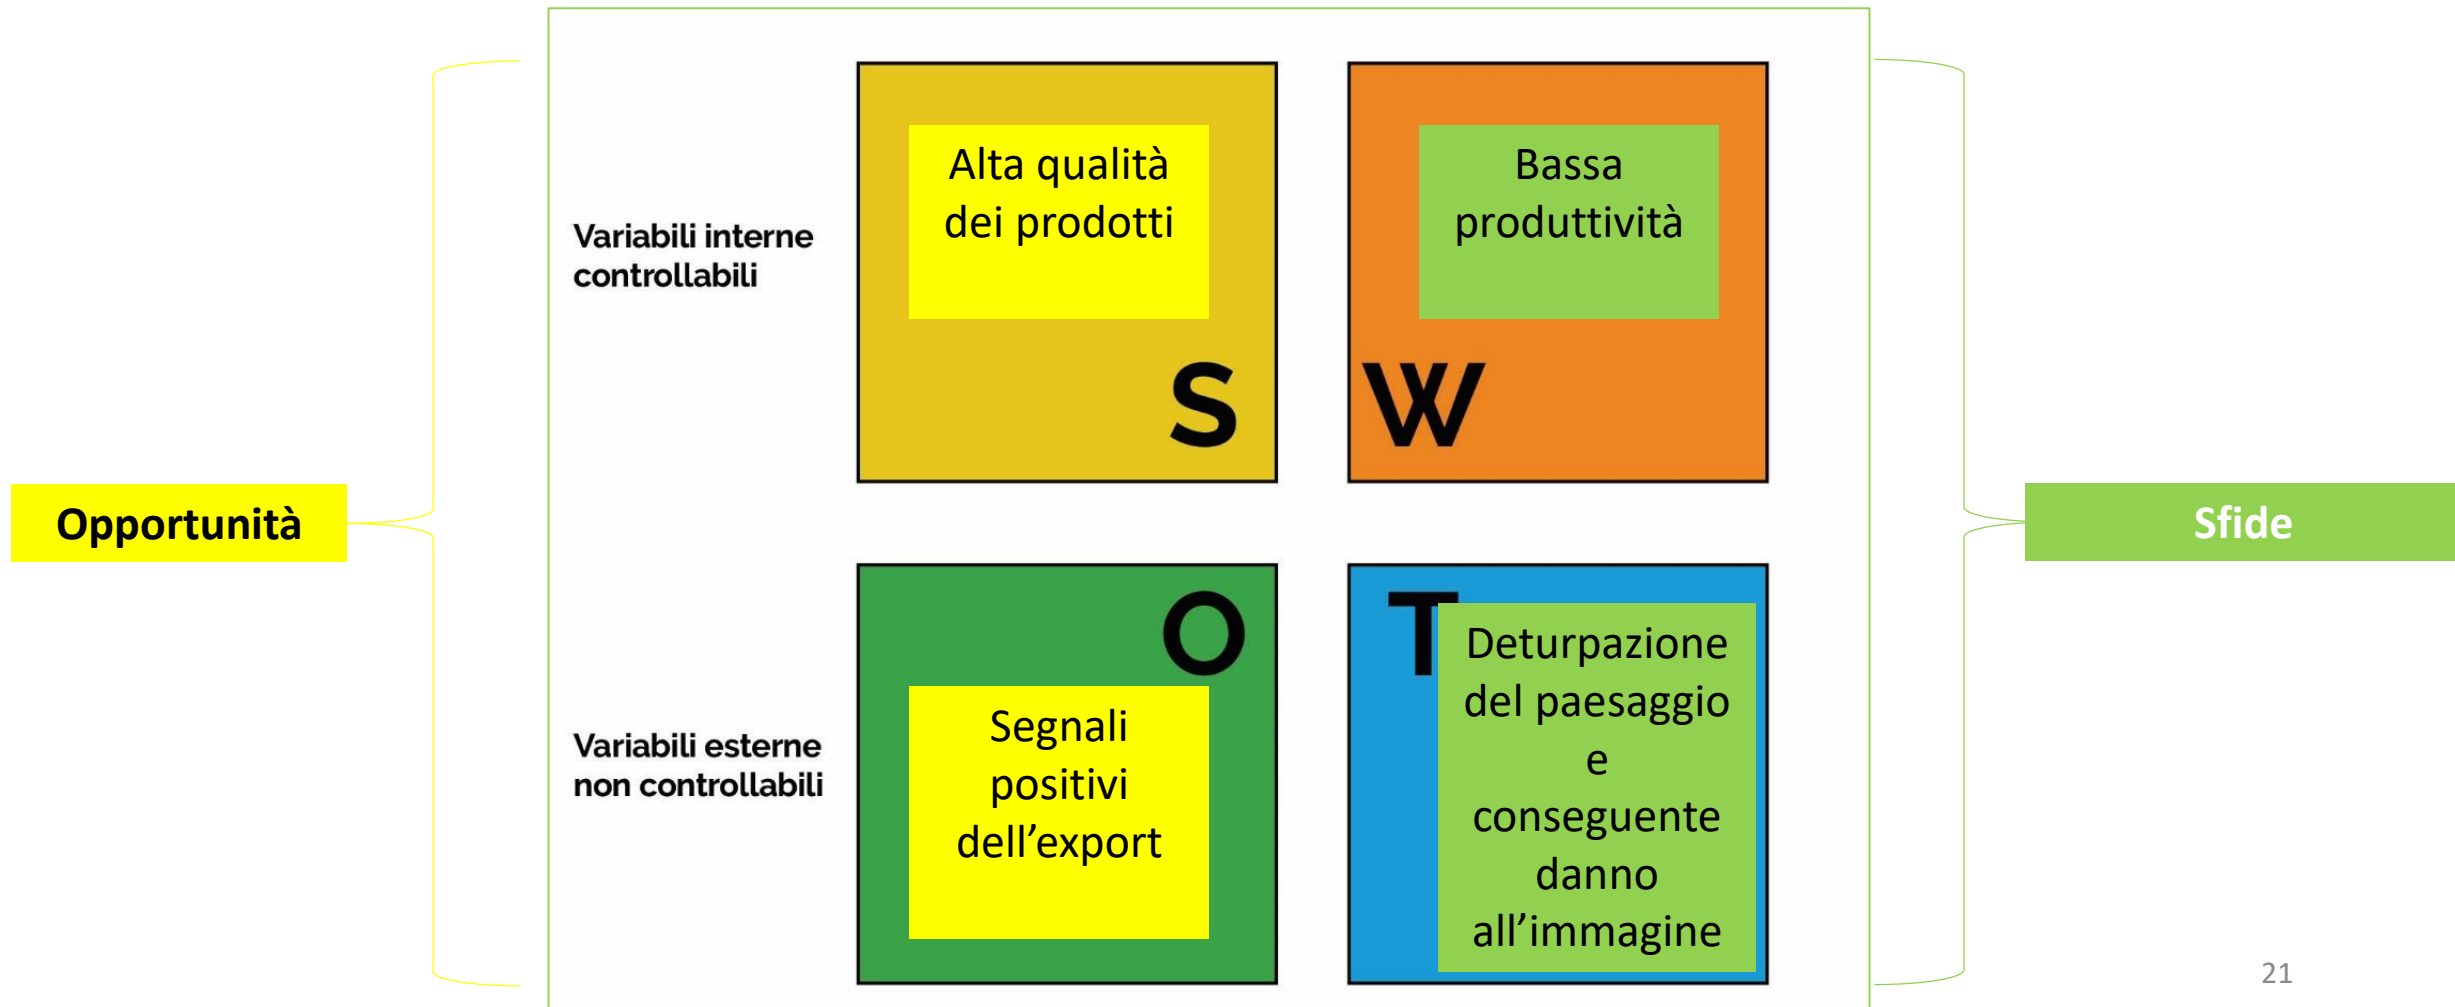 Opportunità
Variabili interne
controllabili
Alta qualità
dei prodotti
S
Bassa
produttività
W
Variabili esterne
non controllabili
O
Segnali
positivi
dell’export
T
Deturpazione
del paesaggio
e
conseguente
danno
all’immagine
Sfide
21